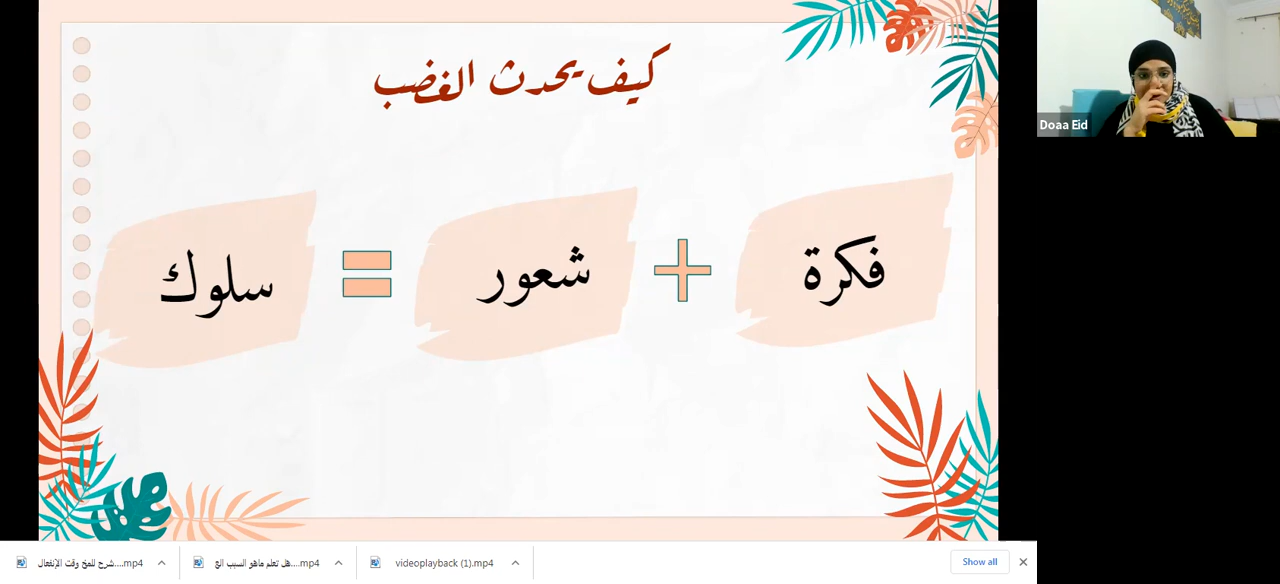 كيف يحدث الغضب
فكرة + شعور = سلوك
Doaa Eid
شرح للمخ وقت الإنفعال....mp4
هل تعلم ماهو السبب الع....mp4
videoplayback (1).mp4
Show all